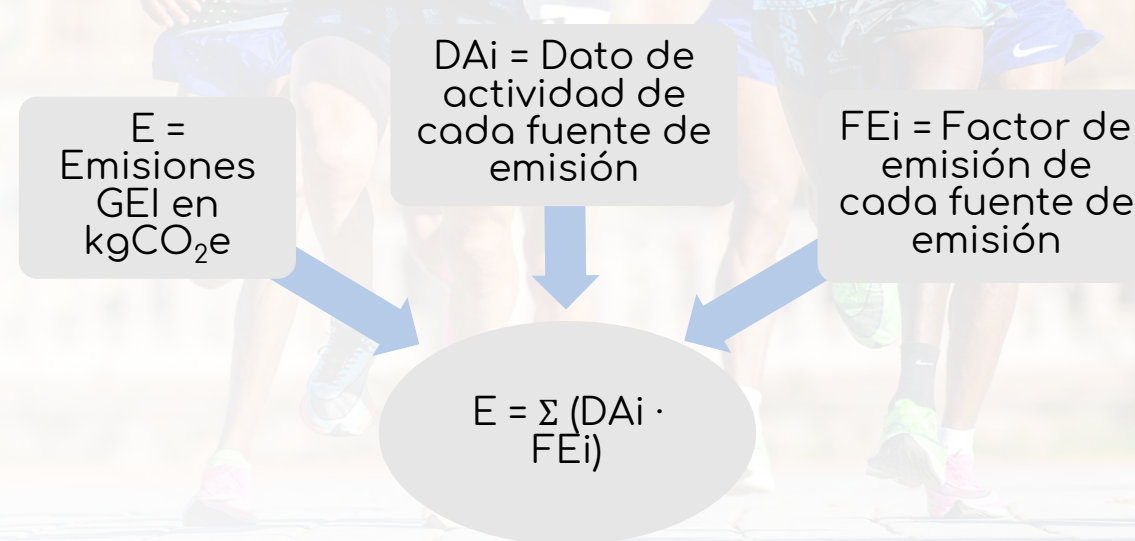 E =
Emisiones
GEI en
kgCO₂e
DAi = Dato de
actividad de
cada fuente de
emisión
FEi = Factor de
emisión de
cada fuente de
emisión
E = Σ (DAi ·
FEi)